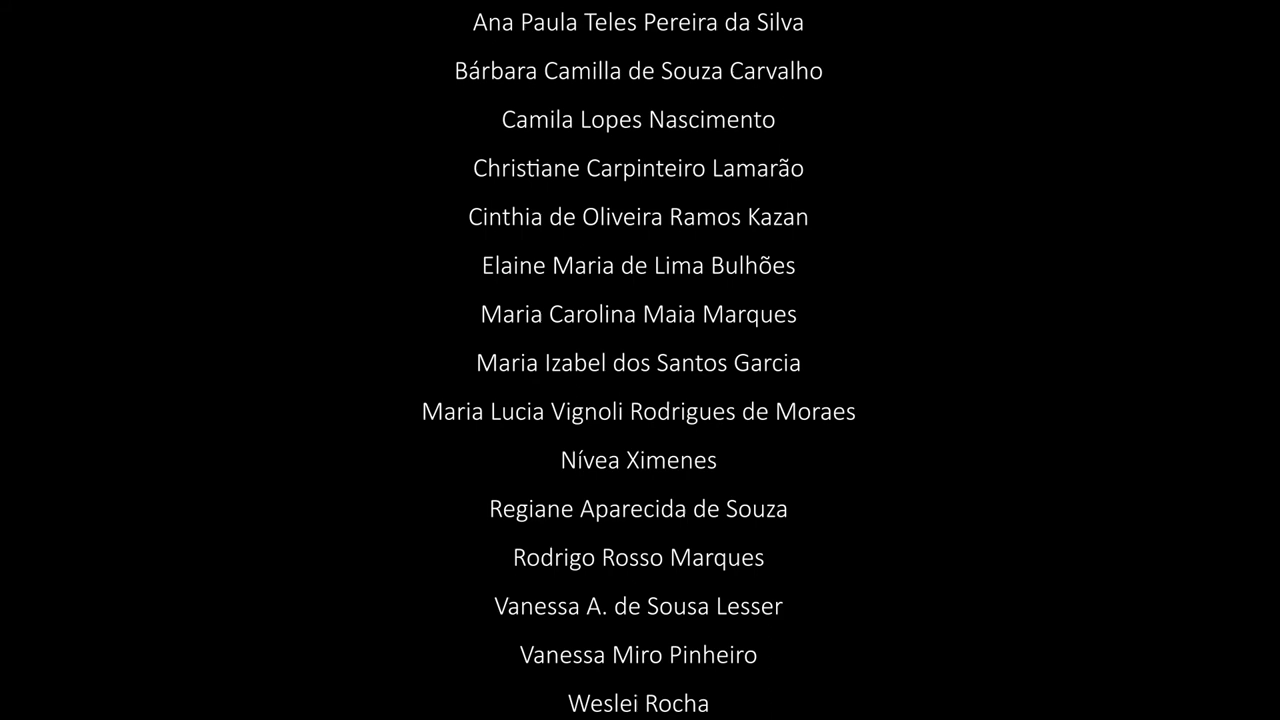 Ana Paula Teles Pereira da Silva
Bárbara Camilla de Souza Carvalho
Camila Lopes Nascimento
Christiane Carpinteiro Lamarão
Cinthia de Oliveira Ramos Kazan
Elaine Maria de Lima Bulhões
Maria Carolina Maia Marques
Maria Izabel dos Santos Garcia
Maria Lucia Vignoli Rodrigues de Moraes
Nívea Ximenes
Regiane Aparecida de Souza
Rodrigo Rosso Marques
Vanessa A. de Sousa Lesser
Vanessa Miro Pinheiro
Weslei Rocha